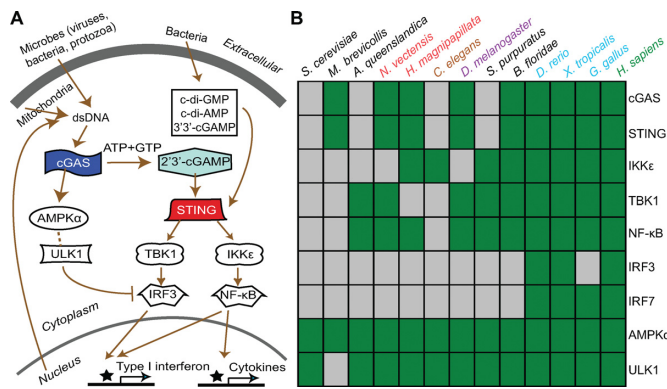 A
Microbes (viruses,
bacteria, protozoa)
Bacteria
Extracellular
Mitochondria
dsDNA
c-di-GMP
c-di-AMP
3'3'-cGAMP
cGAS
ATP+GTP
2'3'-cGAMP
AMPKα
STING
ULK1
TBK1
IKKε
IRF3
NF-κB
Cytoplasm
Nucleus
Type I interferon
Cytokines
B
S. cerevisiae
M. brevicollis
A. queenslandica
N. vectensis
H. magnipapillata
C. elegans
D. melanogaster
S. purpuratus
B. floridae
D. rerio
X. tropicalis
G. gallus
H. sapiens
cGAS
STING
IKKε
TBK1
NF-κB
IRF3
IRF7
AMPKα
ULK1